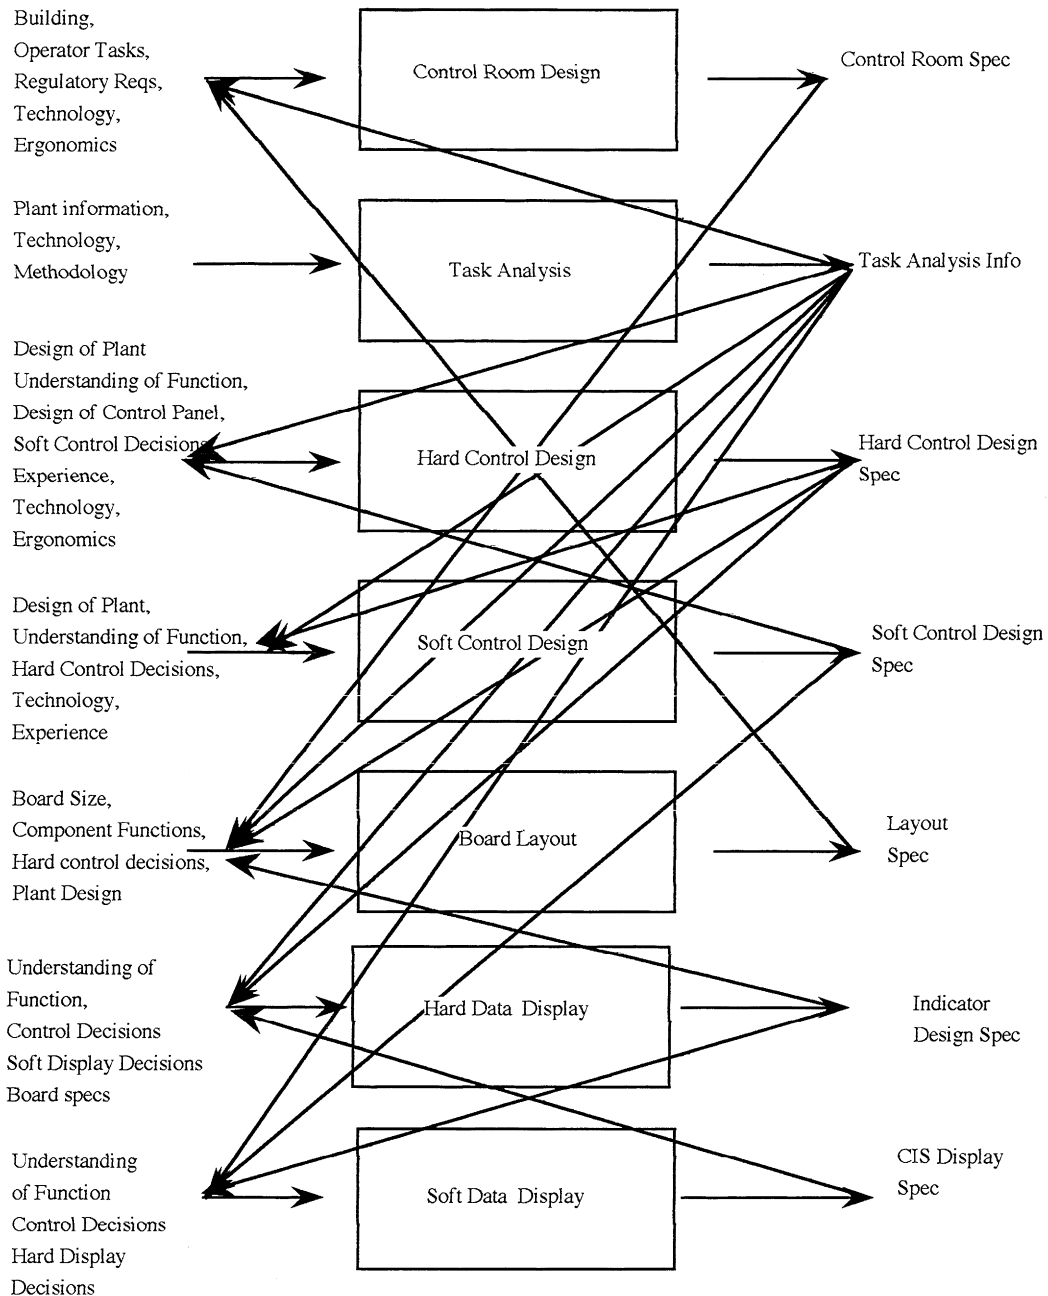 Building,
Operator Tasks,
Regulatory Reqs,
Technology,
Ergonomics
Control Room Design
Control Room Spec
Plant information,
Technology,
Methodology
Task Analysis
Task Analysis Info
Design of Plant
Understanding of Function,
Design of Control Panel,
Soft Control Decisions
Experience,
Technology,
Ergonomics
Hard Control Design
Hard Control Design
Spec
Design of Plant,
Understanding of Function,
Hard Control Decisions,
Technology,
Experience
Soft Control Design
Soft Control Design
Spec
Board Size,
Component Functions,
Hard control decisions,
Plant Design
Board Layout
Layout
Spec
Understanding of
Function,
Control Decisions
Soft Display Decisions
Board specs
Hard Data Display
Indicator
Design Spec
Understanding
of Function
Control Decisions
Hard Display
Decisions
Soft Data Display
CIS Display
Spec